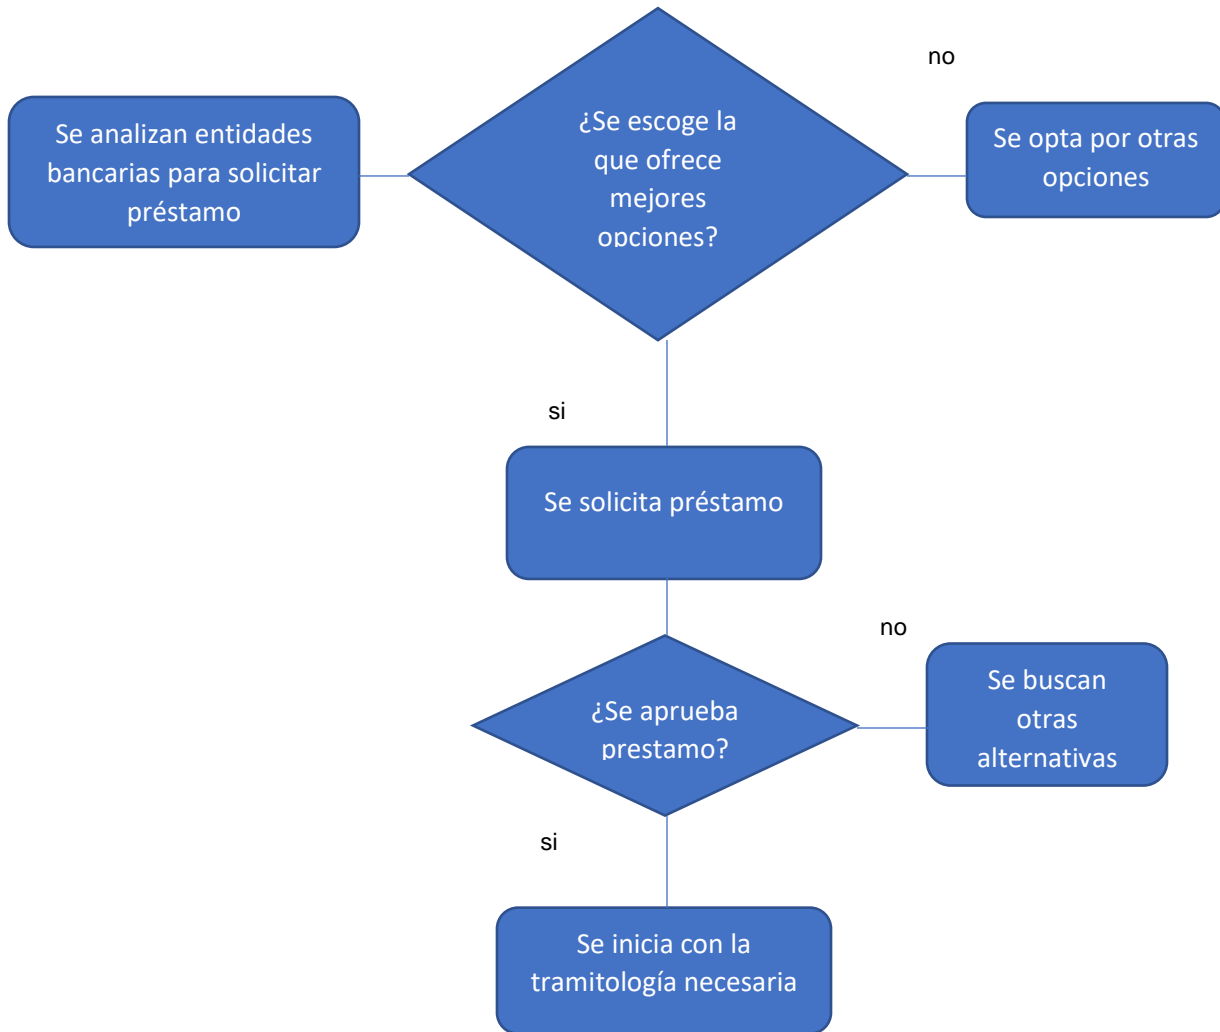 no
Se analizan entidades
bancarias para solicitar
préstamo
¿Se escoge la
que ofrece
mejores
opciones?
Se opta por otras
opciones
si
Se solicita préstamo
no
¿Se aprueba
prestamo?
Se buscan
otras
alternativas
si
Se inicia con la
tramitología necesaria